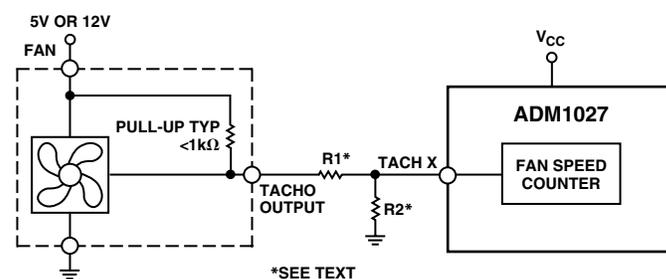 5V OR 12V
FAN
PULL-UP TYP
<1kΩ
TACHO
OUTPUT
R1*
TACH X
R2*
VCC
ADM1027
FAN SPEED
COUNTER
*SEE TEXT